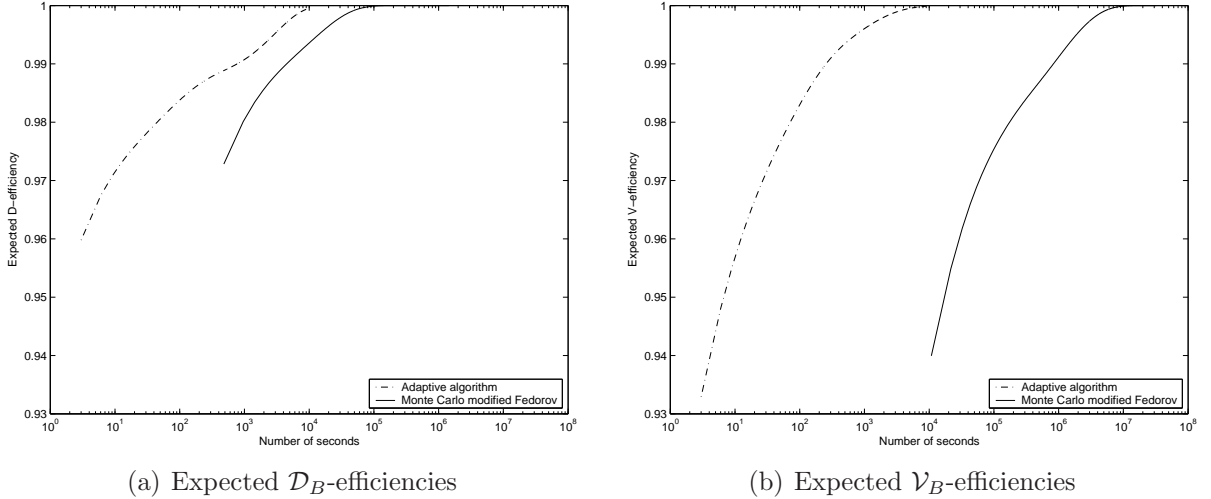 1
0.99
0.98
0.97
0.96
0.95
0.94
0.93
Expected D−efficiency
10^0 10^1 10^2 10^3 10^4 10^5 10^6 10^7 10^8
Number of seconds
Adaptive algorithm
Monte Carlo modified Fedorov
(a) Expected 𝒟_B-efficiencies
1
0.99
0.98
0.97
0.96
0.95
0.94
0.93
Expected V−efficiency
10^0 10^1 10^2 10^3 10^4 10^5 10^6 10^7 10^8
Number of seconds
Adaptive algorithm
Monte Carlo modified Fedorov
(b) Expected 𝒱_B-efficiencies